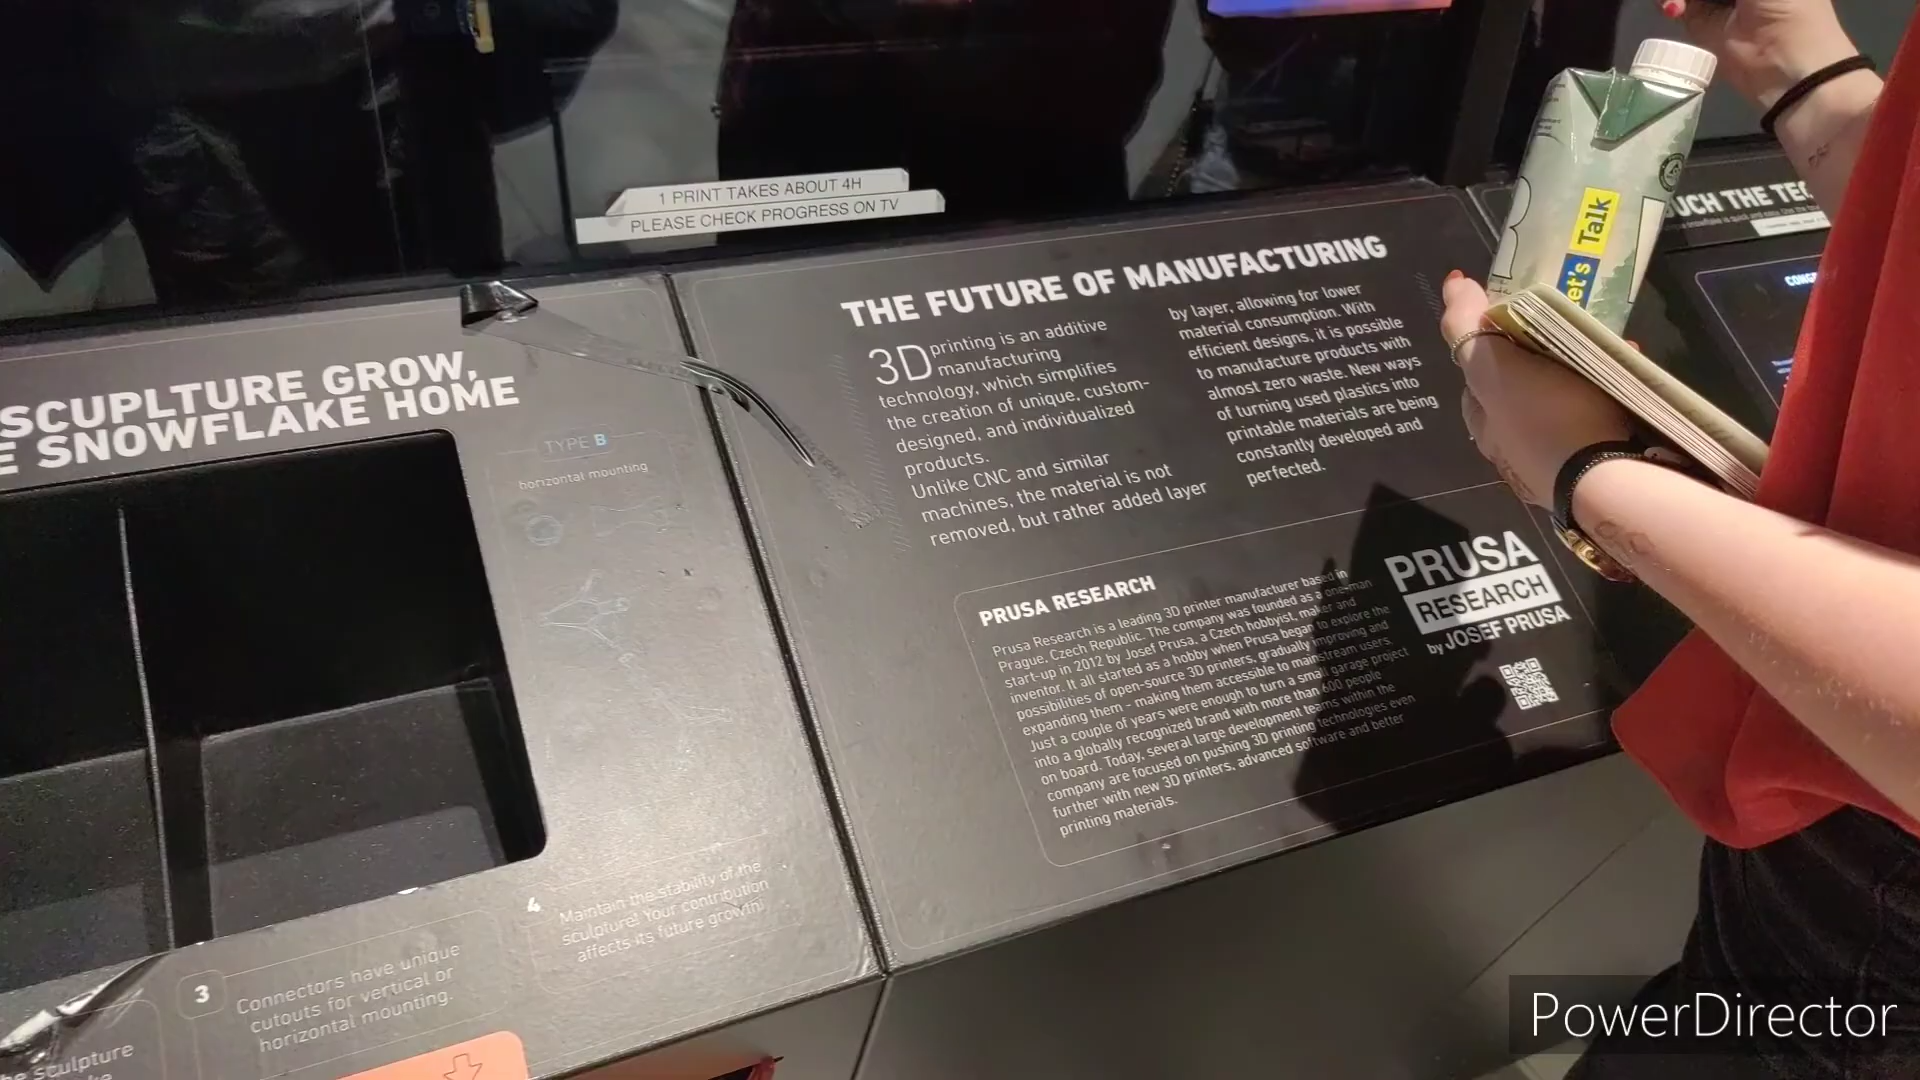 1 PRINT TAKES ABOUT 4H
PLEASE CHECK PROGRESS ON TV
SCUPLTURE GROW,
E SNOWFLAKE HOME
TYPE B
horizontal mounting
3
Connectors have unique
cutouts for vertical or
horizontal mounting.
4
Maintain the stability of the
sculpture! Your contribution
affects its future growth!
he sculpture
THE FUTURE OF MANUFACTURING
3D printing is an additive
manufacturing
technology, which simplifies
the creation of unique, custom-
designed, and individualized
products.
Unlike CNC and similar
machines, the material is not
removed, but rather added layer
by layer, allowing for lower
material consumption. With
efficient designs, it is possible
to manufacture products with
almost zero waste. New ways
of turning used plastics into
printable materials are being
constantly developed and
perfected.
PRUSA RESEARCH
Prusa Research is a leading 3D printer manufacturer based in
Prague, Czech Republic. The company was founded as a one-man
start-up in 2012 by Josef Prusa, a Czech hobbyist, maker and
inventor. It all started as a hobby when Prusa began to explore the
possibilities of open-source 3D printers, gradually improving and
expanding them - making them accessible to mainstream users.
Just a couple of years were enough to turn a small garage project
into a globally recognized brand with more than 600 people
on board. Today, several large development teams within the
company are focused on pushing 3D printing technologies even
further with new 3D printers, advanced software and better
printing materials.
PRUSA
RESEARCH
by JOSEF PRUSA
et's Talk
UCH THE TEC
CONG
PowerDirector